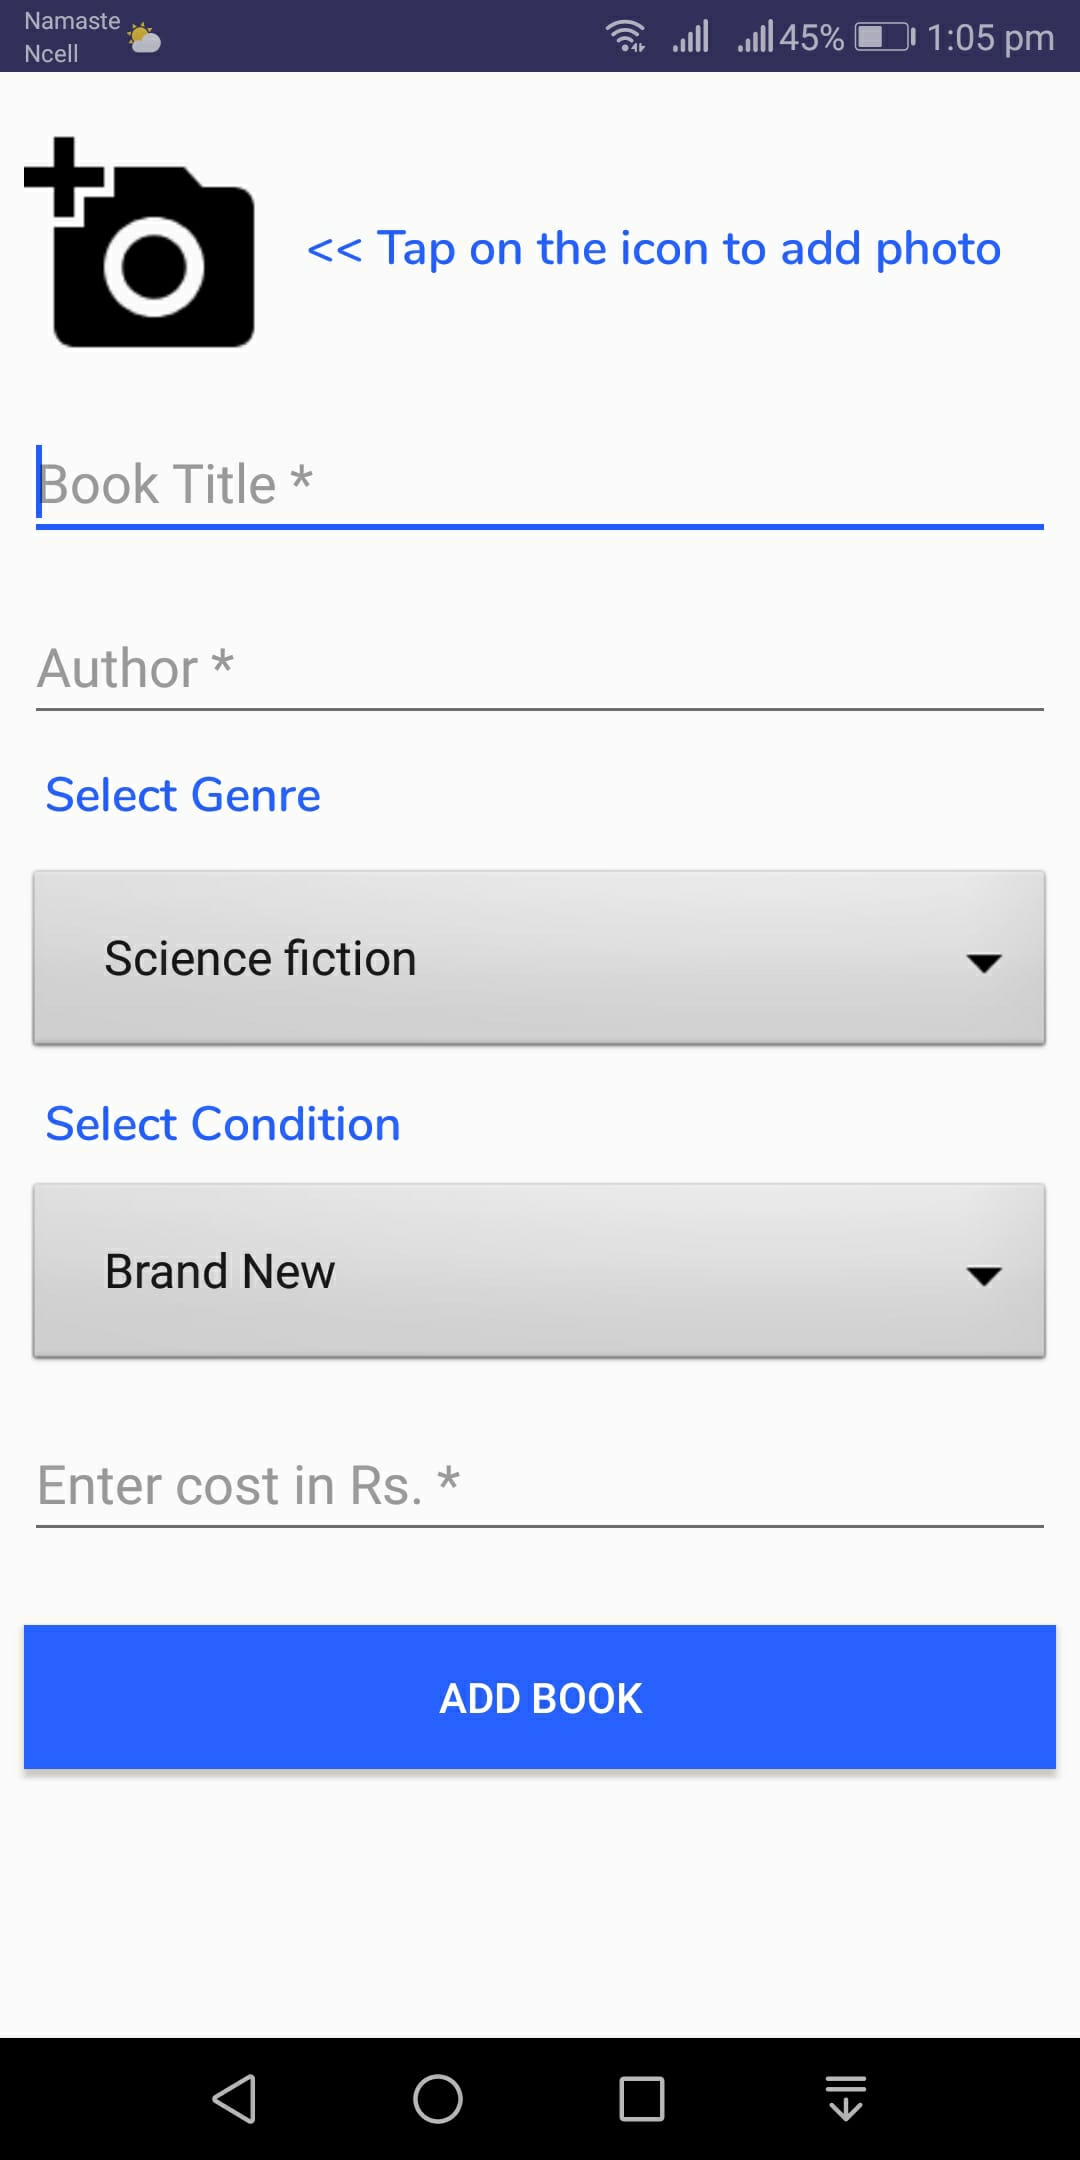 Namaste
Ncell
45% 1:05 pm
<< Tap on the icon to add photo
Book Title *
Author *
Select Genre
Science fiction
Select Condition
Brand New
Enter cost in Rs. *
ADD BOOK